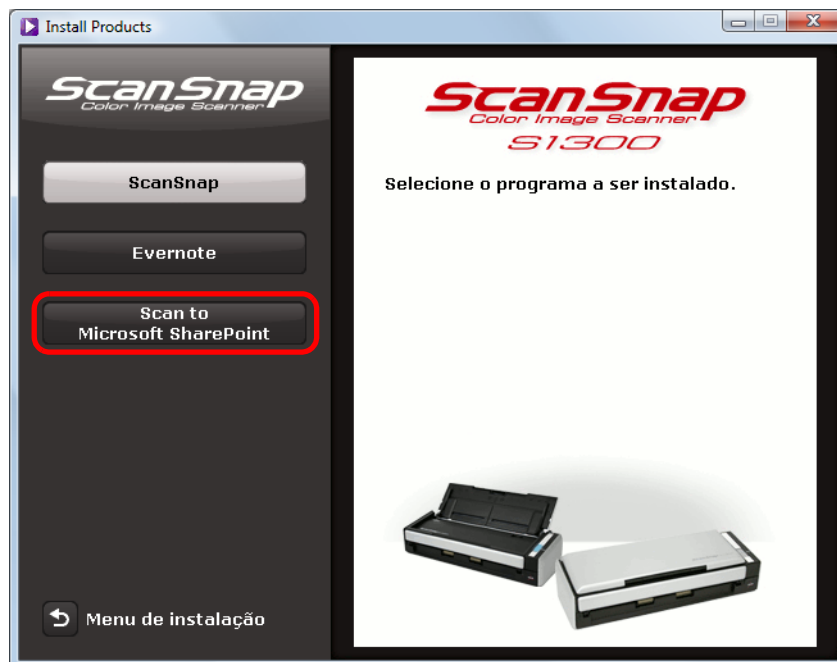 Install Products
ScanSnap
Color Image Scanner
ScanSnap
Evernote
Scan to
Microsoft SharePoint
Menu de instalação
ScanSnap
Color Image Scanner
S1300
Selecione o programa a ser instalado.